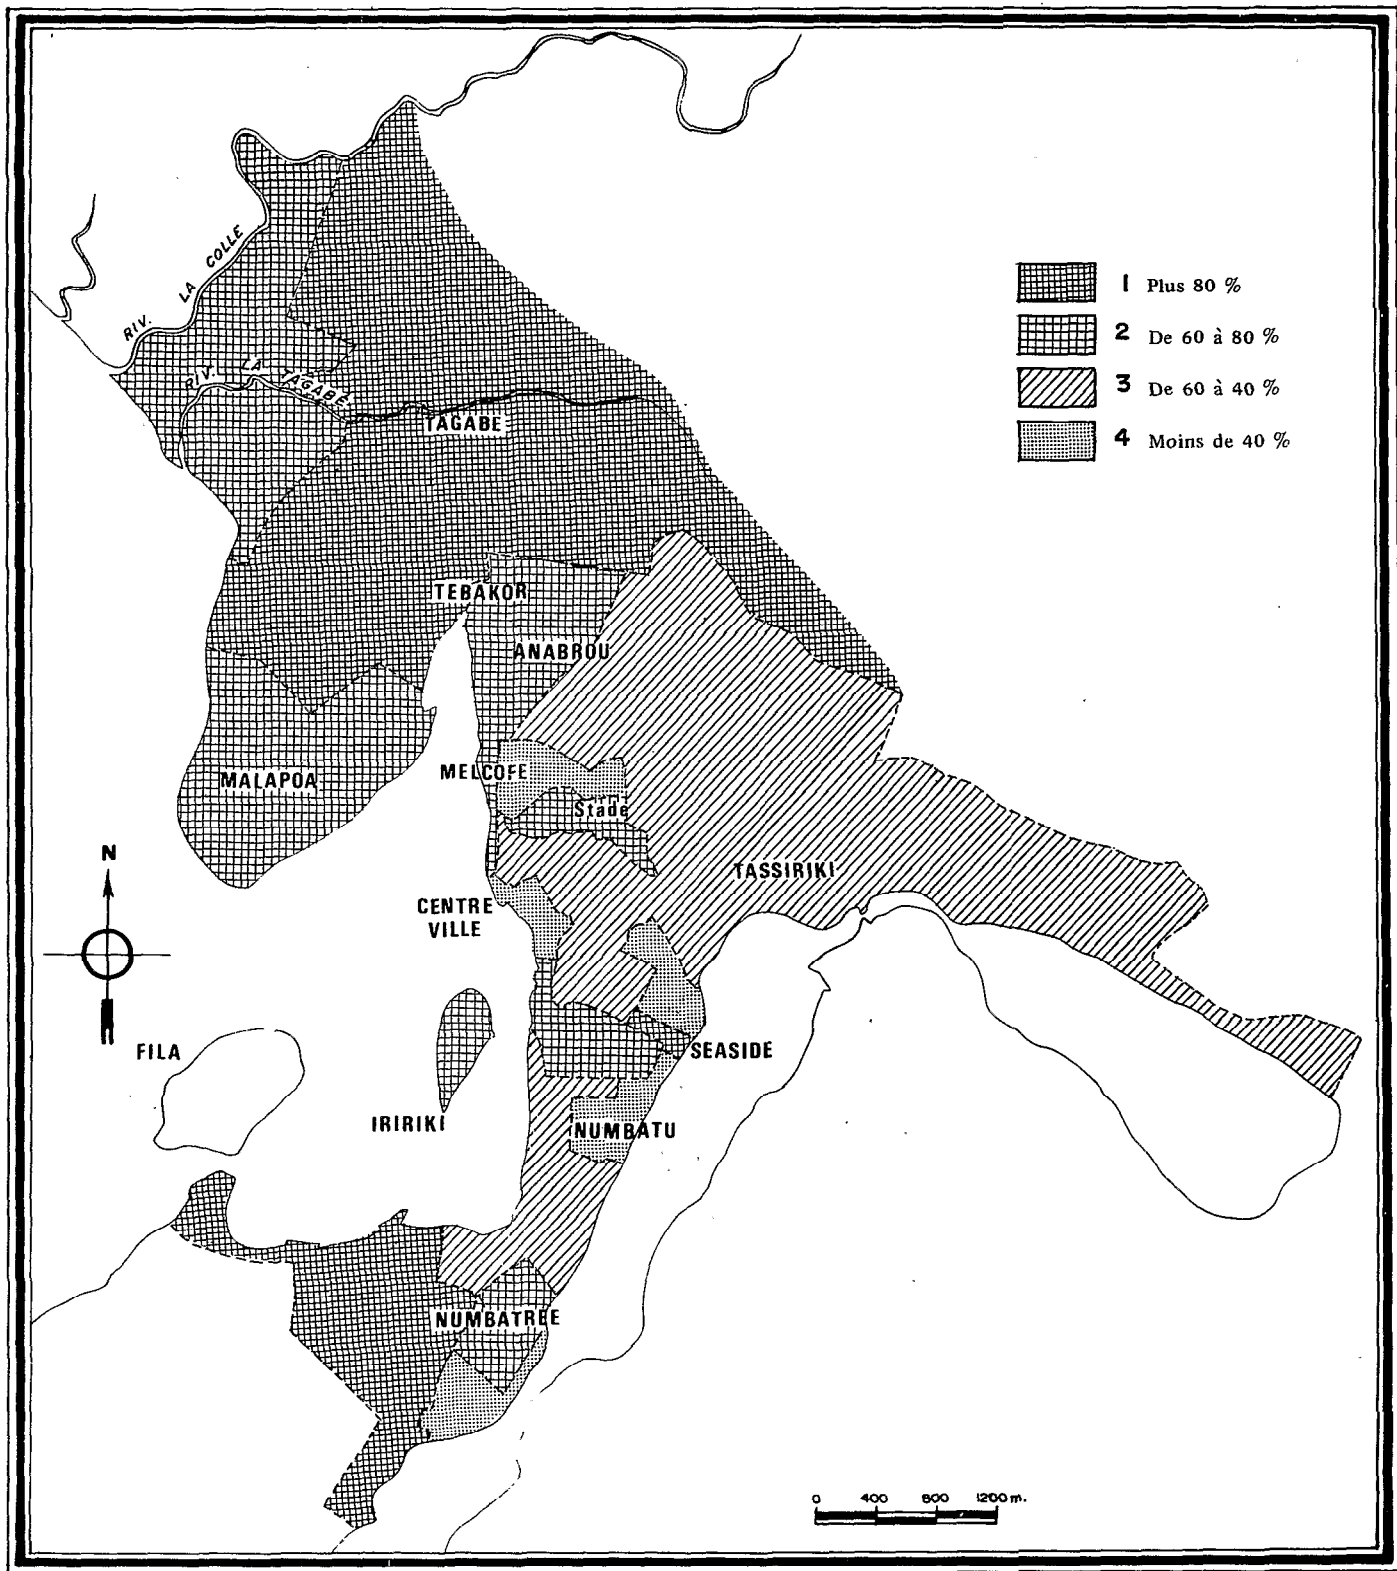 RIV. LA COLLE
RIV. LA TAGABE.
TAGABE
1 Plus 80 %
2 De 60 à 80 %
3 De 60 à 40 %
4 Moins de 40 %
TEBAKOR
ANABROU
MALAPOA
MELCOFE
Stade
N
TASSIRIKI
CENTRE
VILLE
FILA
SEASIDE
IRIRIKI
NUMBATU
NUMBATREE
0 400 800 1200 m.